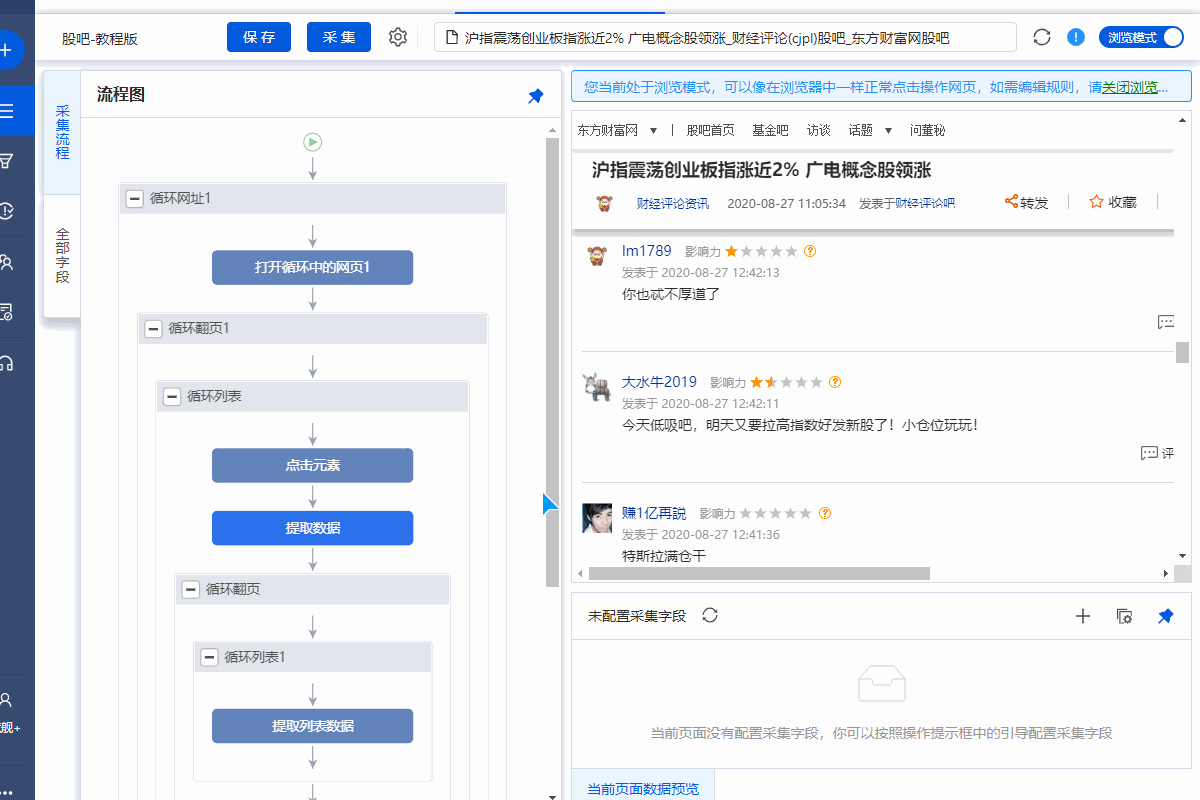 股吧-教程版
保 存
采 集
沪指震荡创业板指涨近2% 广电概念股领涨_财经评论(cjpl)股吧_东方财富网股吧
浏览模式
采集流程
全部字段
舰+
流程图
循环网址1
打开循环中的网页1
循环翻页1
循环列表
点击元素
提取数据
循环翻页
循环列表1
提取列表数据
您当前处于浏览模式，可以像在浏览器中一样正常点击操作网页，如需编辑规则，请关闭浏览...
东方财富网 ▼ | 股吧首页 基金吧 访谈 话题 ▼ 问董秘
沪指震荡创业板指涨近2% 广电概念股领涨
财经评论资讯 2020-08-27 11:05:34 发表于财经评论吧 转发 收藏
lm1789 影响力
发表于 2020-08-27 12:42:13
你也忒不厚道了
大水牛2019 影响力
发表于 2020-08-27 12:42:11
今天低吸吧，明天又要拉高指数好发新股了！小仓位玩玩！
评
赚1亿再説 影响力
发表于 2020-08-27 12:41:36
特斯拉满仓干
未配置采集字段
当前页面没有配置采集字段，你可以按照操作提示框中的引导配置采集字段
当前页面数据预览